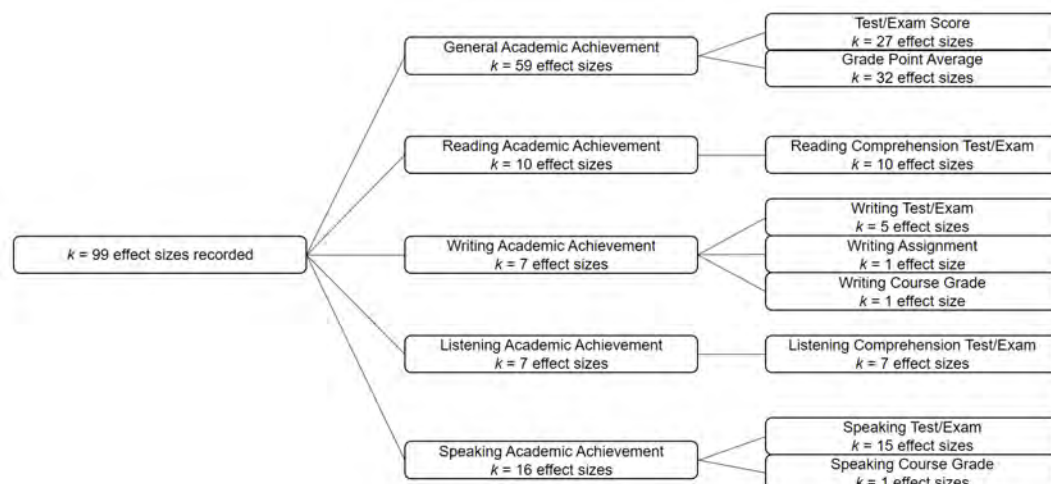 General Academic Achievement
k = 59 effect sizes
Test/Exam Score
k = 27 effect sizes
Grade Point Average
k = 32 effect sizes
Reading Academic Achievement
k = 10 effect sizes
Reading Comprehension Test/Exam
k = 10 effect sizes
k = 99 effect sizes recorded
Writing Academic Achievement
k = 7 effect sizes
Writing Test/Exam
k = 5 effect sizes
Writing Assignment
k = 1 effect size
Writing Course Grade
k = 1 effect size
Listening Academic Achievement
k = 7 effect sizes
Listening Comprehension Test/Exam
k = 7 effect sizes
Speaking Academic Achievement
k = 16 effect sizes
Speaking Test/Exam
k = 15 effect sizes
Speaking Course Grade
k = 1 effect sizes